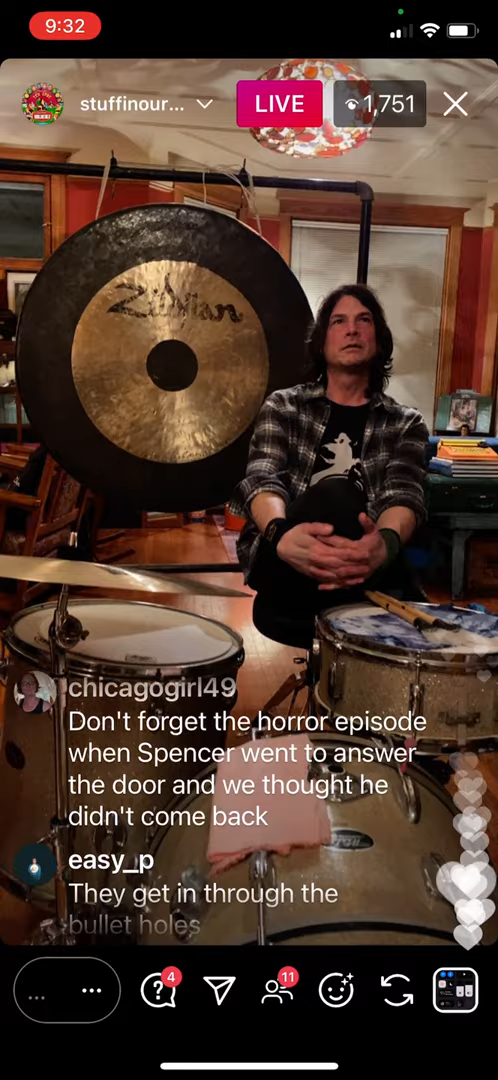 9:32
stuffinour...
LIVE
1,751
Zildjian
chicagogirl49
Don't forget the horror episode
when Spencer went to answer
the door and we thought he
didn't come back
easy_p
They get in through the
bullet holes
...
...
4
11